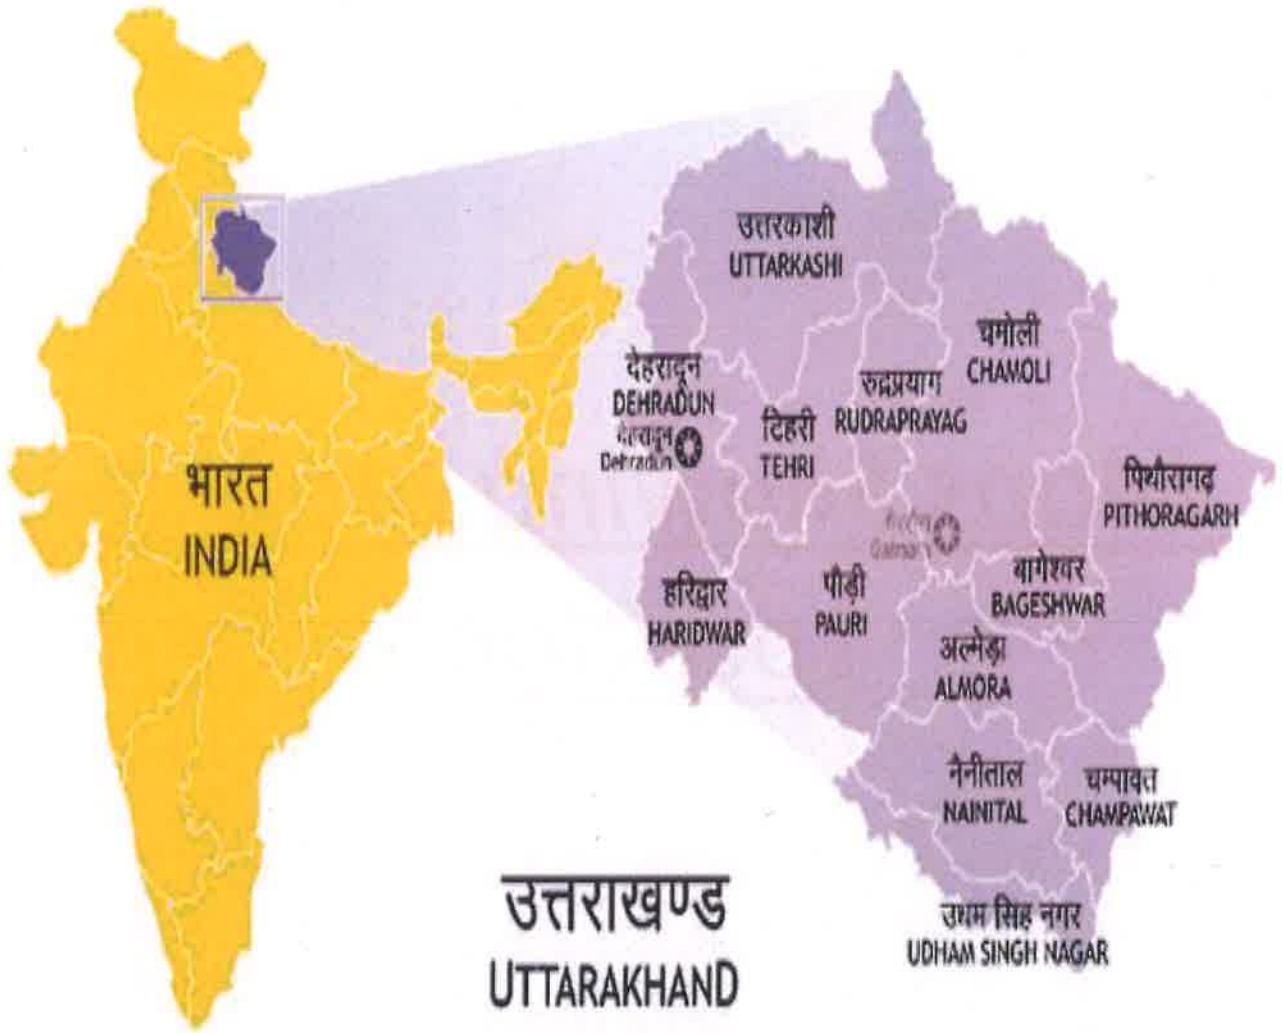 भारत
INDIA
उत्तरकाशी
UTTARKASHI
चमोली
CHAMOLI
देहरादून
DEHRADUN
देहरादून
Dehradun
रुद्रप्रयाग
RUDRAPRAYAG
टिहरी
TEHRI
पिथौरागढ़
PITHORAGARH
हरिद्वार
HARIDWAR
पौड़ी
PAURI
बागेश्वर
BAGESHWAR
अल्मोड़ा
ALMORA
नैनीताल
NAINITAL
चम्पावत
CHAMPAWAT
उधम सिंह नगर
UDHAM SINGH NAGAR
उत्तराखण्ड
UTTARAKHAND